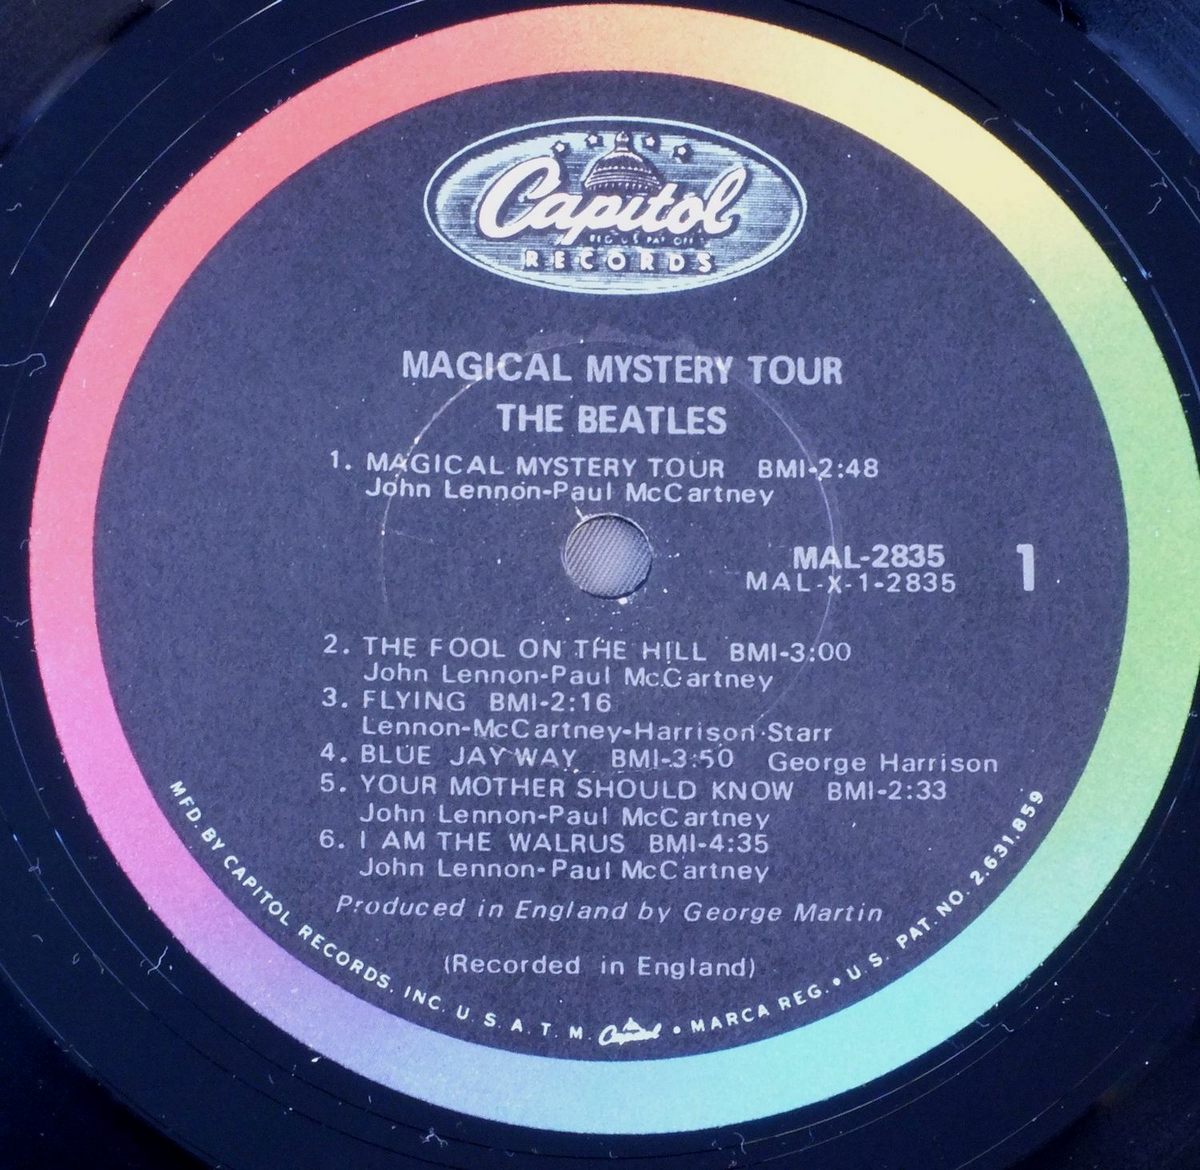 Capitol
REG. U.S. PAT. OFF.
RECORDS
MAGICAL MYSTERY TOUR
THE BEATLES
1. MAGICAL MYSTERY TOUR BMI-2:48
John Lennon-Paul McCartney
MAL-2835
MAL-X-1-2835
1
2. THE FOOL ON THE HILL BMI-3:00
John Lennon-Paul McCartney
3. FLYING BMI-2:16
Lennon-McCartney-Harrison-Starr
4. BLUE JAY WAY BMI-3:50 George Harrison
5. YOUR MOTHER SHOULD KNOW BMI-2:33
John Lennon-Paul McCartney
6. I AM THE WALRUS BMI-4:35
John Lennon-Paul McCartney
Produced in England by George Martin
(Recorded in England)
MFD. BY CAPITOL RECORDS, INC. U.S.A. T.M. Capitol • MARCA REG. • U.S. PAT. NO. 2,631,859